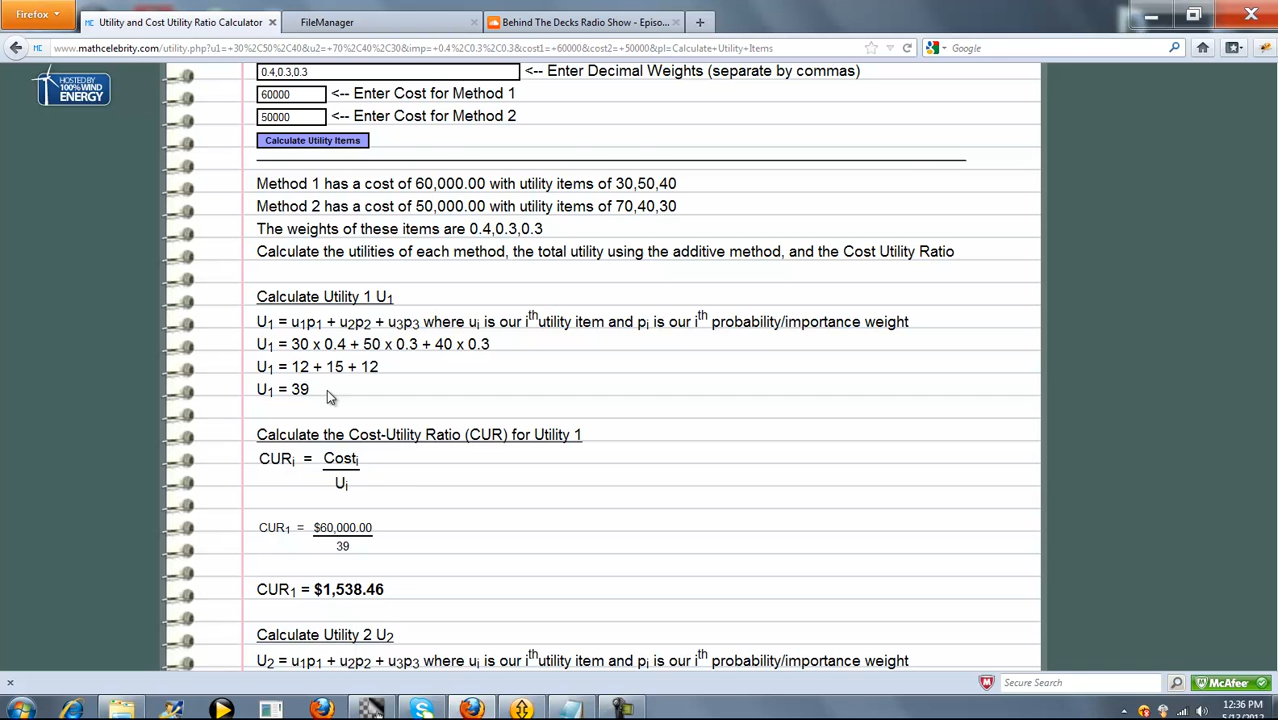 Firefox
Utility and Cost Utility Ratio Calculator
FileManager
Behind The Decks Radio Show - Episo...
www.mathcelebrity.com/utility.php?u1=+30%2C50%2C40&u2=+70%2C40%2C30&imp=+0.4%2C0.3%2C0.3&cost1=+60000&cost2=+50000&pl=Calculate+Utility+Items
Google
HOSTED BY
100% WIND
ENERGY
0.4,0.3,0.3 <-- Enter Decimal Weights (separate by commas)
60000 <-- Enter Cost for Method 1
50000 <-- Enter Cost for Method 2
Calculate Utility Items
Method 1 has a cost of 60,000.00 with utility items of 30,50,40
Method 2 has a cost of 50,000.00 with utility items of 70,40,30
The weights of these items are 0.4,0.3,0.3
Calculate the utilities of each method, the total utility using the additive method, and the Cost Utility Ratio
Calculate Utility 1 U1
U1 = u1p1 + u2p2 + u3p3 where ui is our ith utility item and pi is our ith probability/importance weight
U1 = 30 x 0.4 + 50 x 0.3 + 40 x 0.3
U1 = 12 + 15 + 12
U1 = 39
Calculate the Cost-Utility Ratio (CUR) for Utility 1
CURi = Costi
Ui
CUR1 = $60,000.00
39
CUR1 = $1,538.46
Calculate Utility 2 U2
U2 = u1p1 + u2p2 + u3p3 where ui is our ith utility item and pi is our ith probability/importance weight
Secure Search
McAfee
12:36 PM